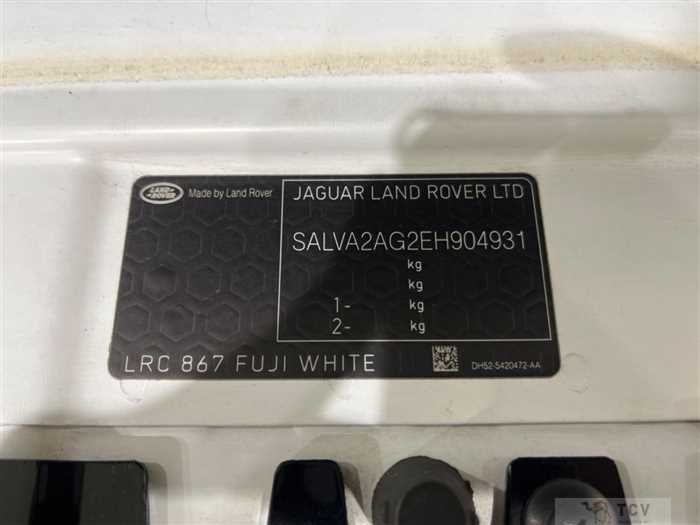 LAND ROVER
Made by Land Rover
JAGUAR LAND ROVER LTD
SALVA2AG2EH904931
kg
kg
1- kg
2- kg
LRC 867 FUJI WHITE
DH52-5420472-AA
TCV